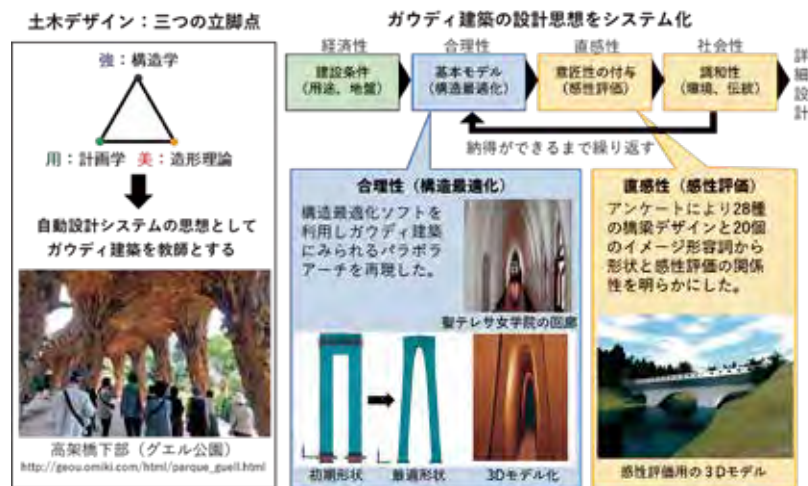 土木デザイン：三つの立脚点
強：構造学
用：計画学　美：造形理論
自動設計システムの思想として
ガウディ建築を教師とする
高架橋下部（グエル公園）
http://geou.omiki.com/html/parque_guell.html
ガウディ建築の設計思想をシステム化
経済性
合理性
直感性
社会性
建設条件
（用途、地盤）
基本モデル
（構造最適化）
意匠性の付与
（感性評価）
調和性
（環境、伝統）
詳細設計
納得ができるまで繰り返す
合理性（構造最適化）
構造最適化ソフトを
利用しガウディ建築
にみられるパラボラ
アーチを再現した。
聖テレサ女学院の回廊
初期形状
最適形状
3Dモデル化
直感性（感性評価）
アンケートにより28種
の橋梁デザインと20個
のイメージ形容詞から
形状と感性評価の関係
性を明らかにした。
感性評価用の３Dモデル